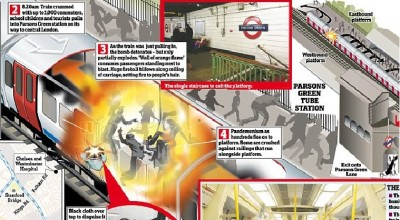 2 8.20am Train crammed
with up to 1,000 commuters,
school children and tourists pulls
into Parsons Green station on its
way to central London.
3 As the train was just pulling in,
the bomb detonates – but only
partially explodes. 'Wall of orange flame'
consumes passengers standing next to
blast. Huge fireball billows along ceiling
of carriage, setting fire to people's hair.
The single staircase to exit the platform
Eastbound
platform
Westbound
platform
PARSONS
GREEN
TUBE
STATION
4 Pandemonium as
hundreds flee on to
platform. Some are crushed
against railings that run
alongside platform.
Exit onto
Parsons Green
Lane
Chelsea and
Westminster
Hospital
Stamford
Bridge
Fulham Rd
Black cloth over
top to disguise it
THE